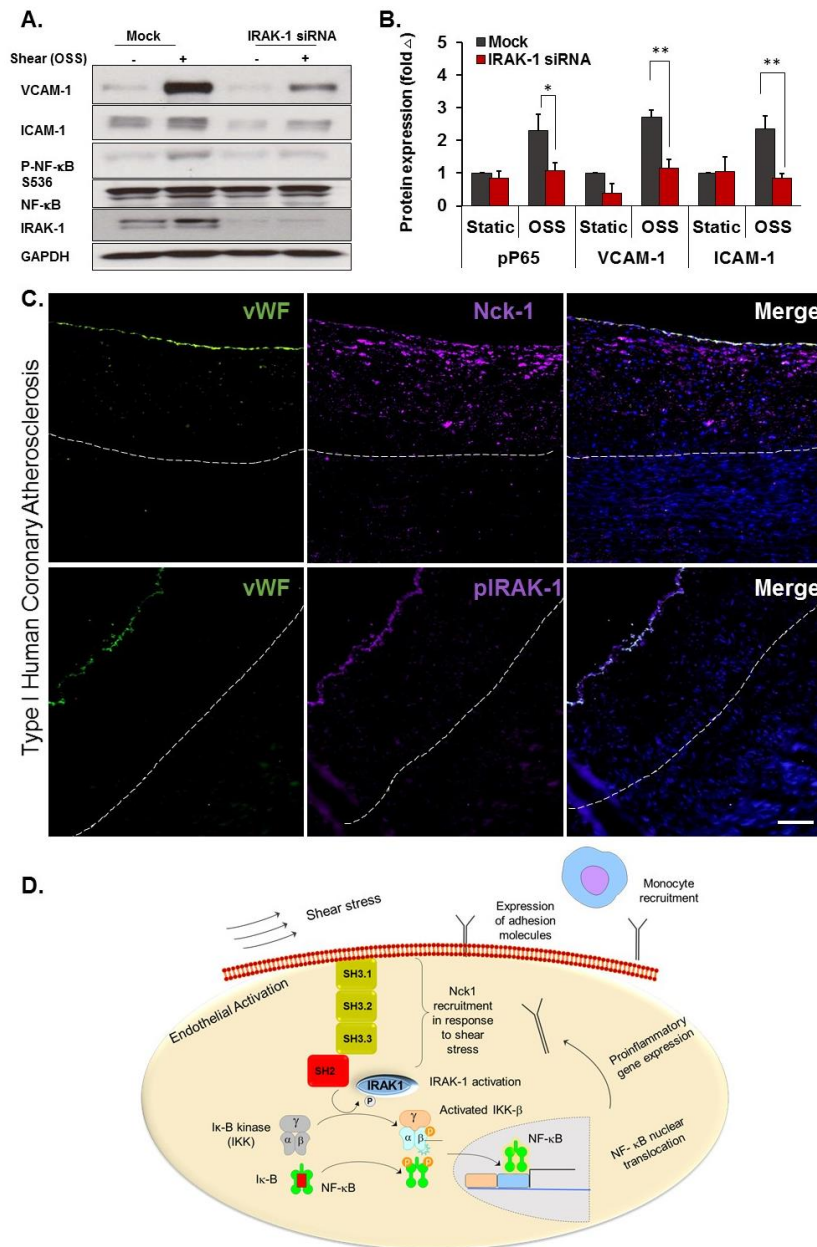 A.
Mock IRAK-1 siRNA
Shear (OSS) - + - +
VCAM-1
ICAM-1
P-NF-κB
S536
NF-κB
IRAK-1
GAPDH
B.
Protein expression (fold △)
5
4
3
2
1
0
Mock
IRAK-1 siRNA
* ** **
Static OSS Static OSS Static OSS
pP65 VCAM-1 ICAM-1
C.
Type I Human Coronary Atherosclerosis
vWF Nck-1 Merge
vWF pIRAK-1 Merge
D.
Shear stress
Expression
of adhesion
molecules
Monocyte
recruitment
Endothelial Activation
SH3.1
SH3.2
SH3.3
SH2
Nck1
recruitment
in response
to shear
stress
IRAK1
IRAK-1 activation
P
Iκ-B kinase
(IKK)
γ
α β
Activated IKK-β
γ
α β
P
Iκ-B
NF-κB
P P
NF-κB
NF- κB nuclear
translocation
Proinflammatory
gene expression